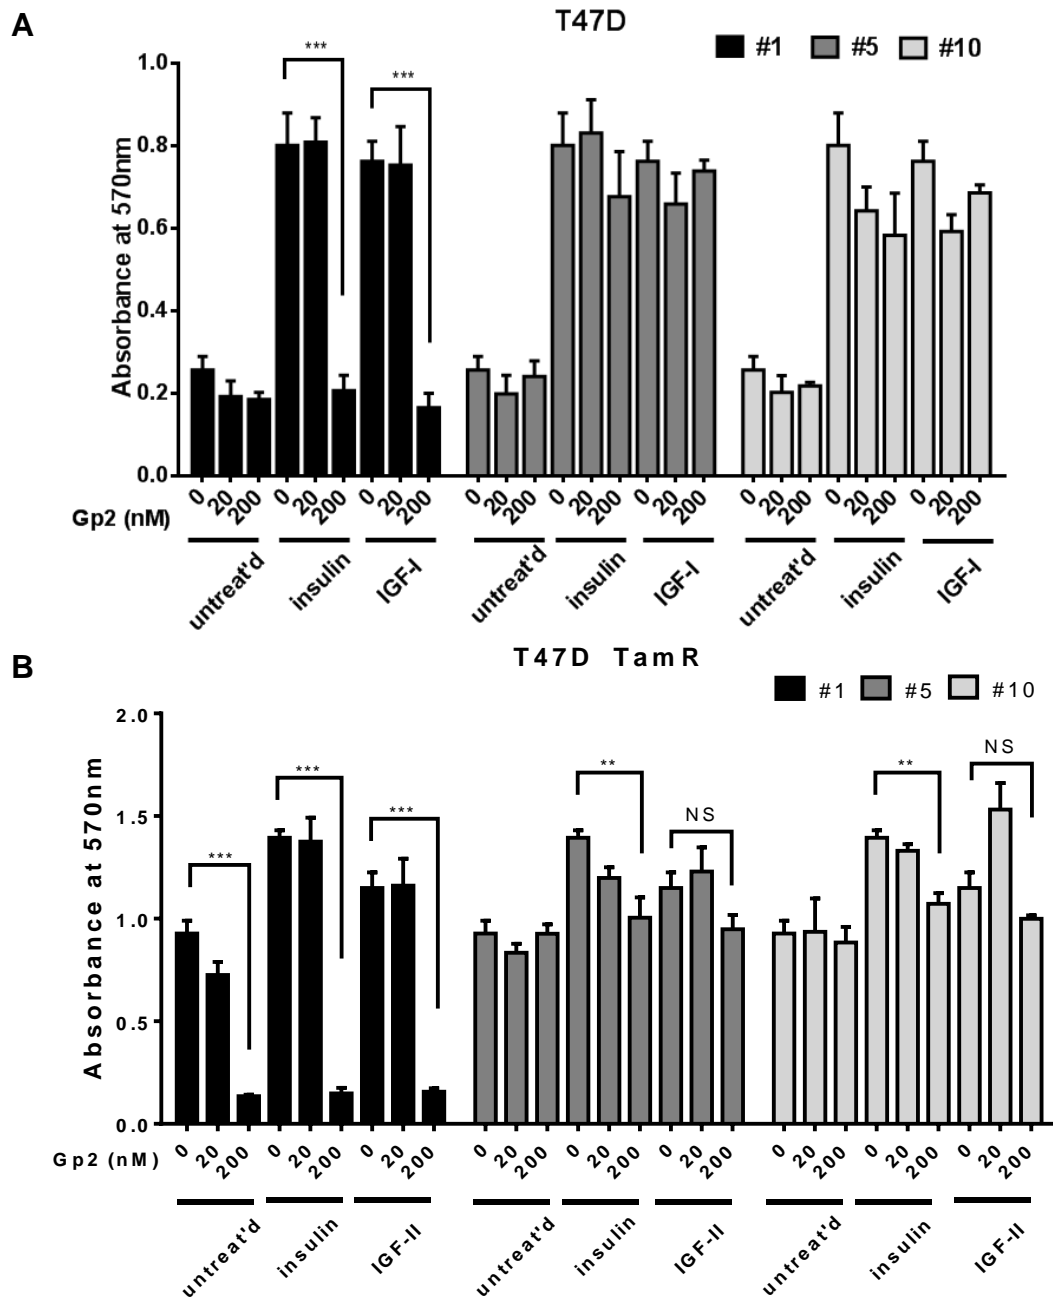 A
T47D
#1 #5 #10
*** ***
Absorbance at 570nm
1.0
0.8
0.6
0.4
0.2
0.0
Gp2 (nM) 0 20 200 0 20 200 0 20 200 0 20 200 0 20 200 0 20 200 0 20 200 0 20 200 0 20 200
untreat'd insulin IGF-I untreat'd insulin IGF-I untreat'd insulin IGF-I
B
T47D TamR
#1 #5 #10
*** *** *** ** NS ** NS
Absorbance at 570nm
2.0
1.5
1.0
0.5
0.0
Gp2 (nM) 0 20 200 0 20 200 0 20 200 0 20 200 0 20 200 0 20 200 0 20 200 0 20 200 0 20 200
untreat'd insulin IGF-II untreat'd insulin IGF-II untreat'd insulin IGF-II